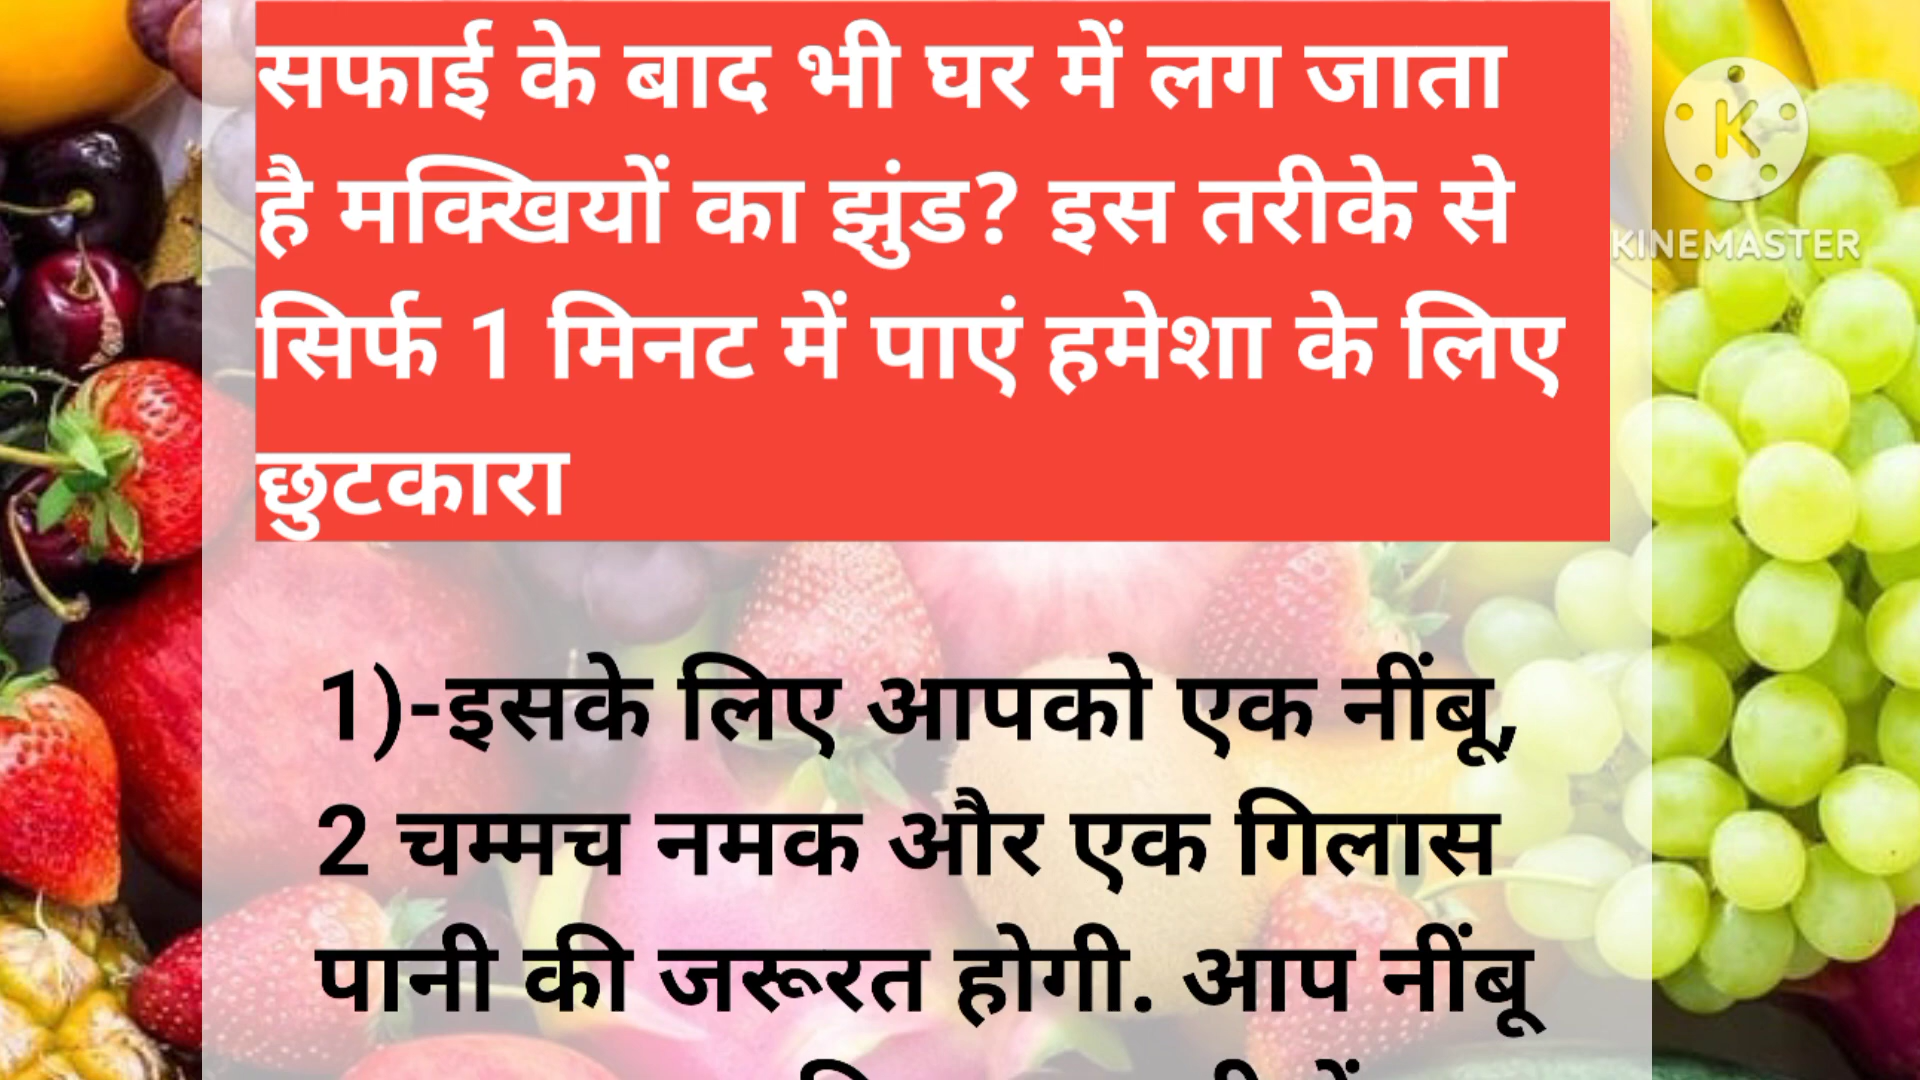 सफाई के बाद भी घर में लग जाता
है मक्खियों का झुंड? इस तरीके से
सिर्फ 1 मिनट में पाएं हमेशा के लिए
छुटकारा
K
KINEMASTER
1)-इसके लिए आपको एक नींबू,
2 चम्मच नमक और एक गिलास
पानी की जरूरत होगी. आप नींबू